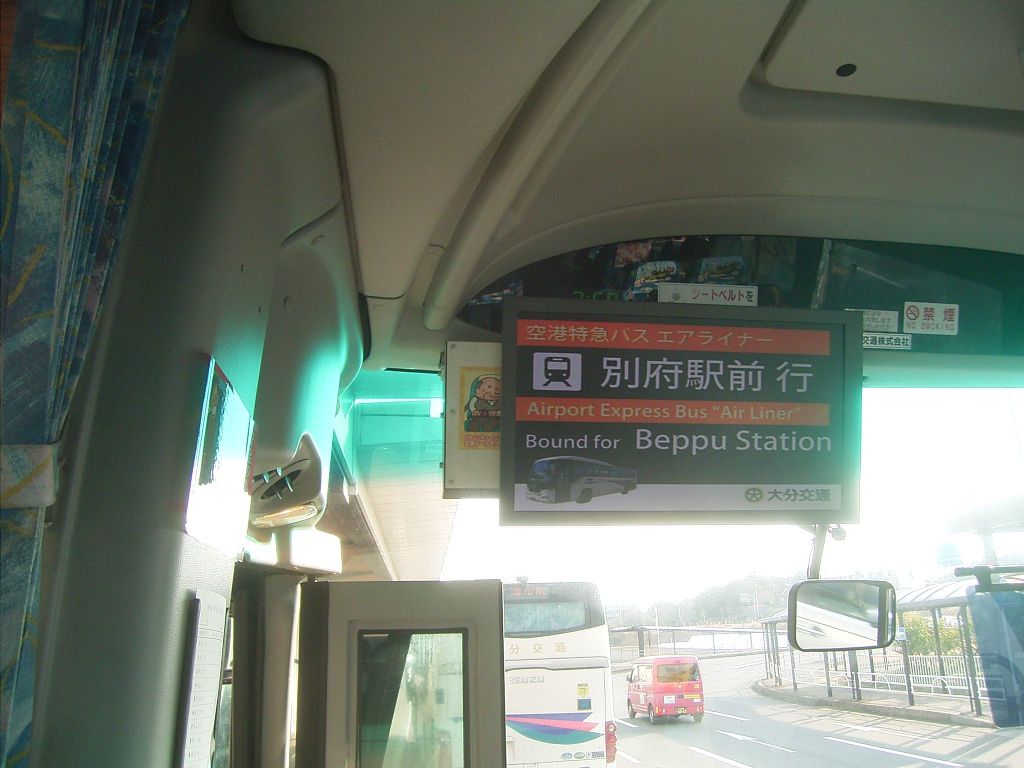 シートベルトを
禁煙
NO SMOKING
交通株式会社
空港特急バス エアライナー
別府駅前 行
Airport Express Bus "Air Liner"
Bound for Beppu Station
大分交通
分交通
ISUZU